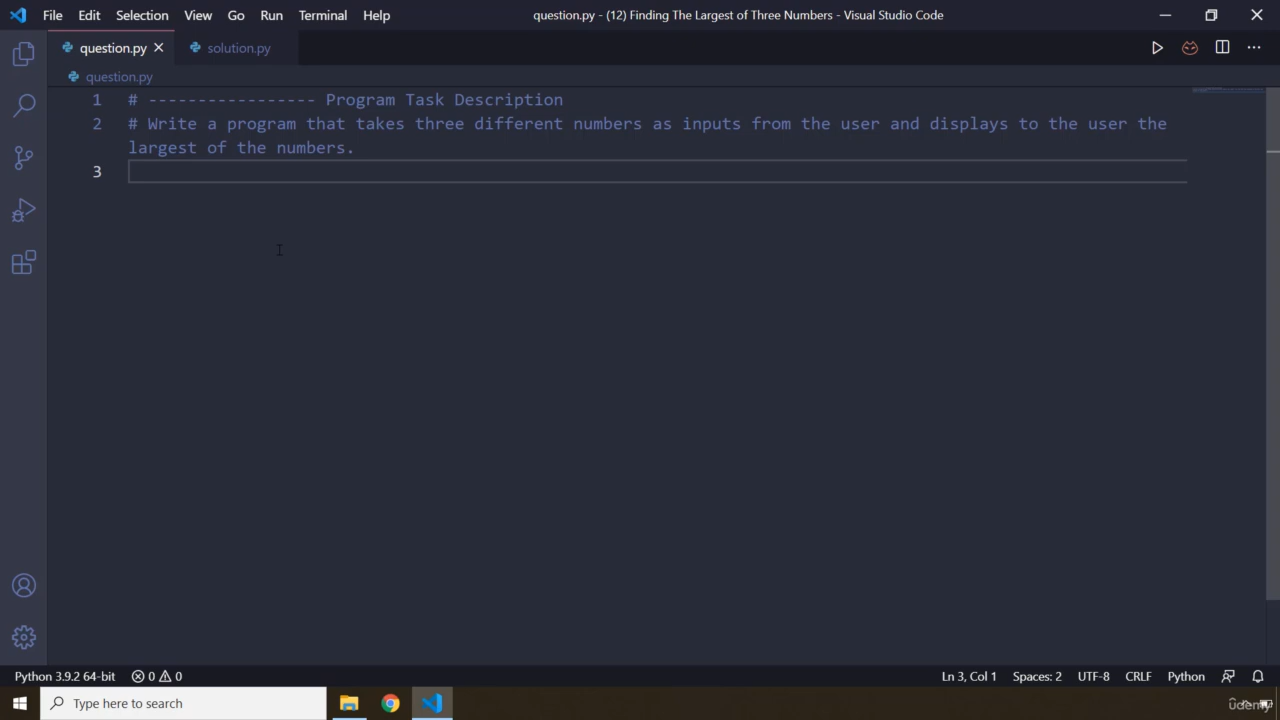 File Edit Selection View Go Run Terminal Help question.py - (12) Finding The Largest of Three Numbers - Visual Studio Code
question.py solution.py
question.py
1 # ----------------- Program Task Description
2 # Write a program that takes three different numbers as inputs from the user and displays to the user the
largest of the numbers.
3
Python 3.9.2 64-bit 0 0 Ln 3, Col 1 Spaces: 2 UTF-8 CRLF Python
Type here to search
udemy